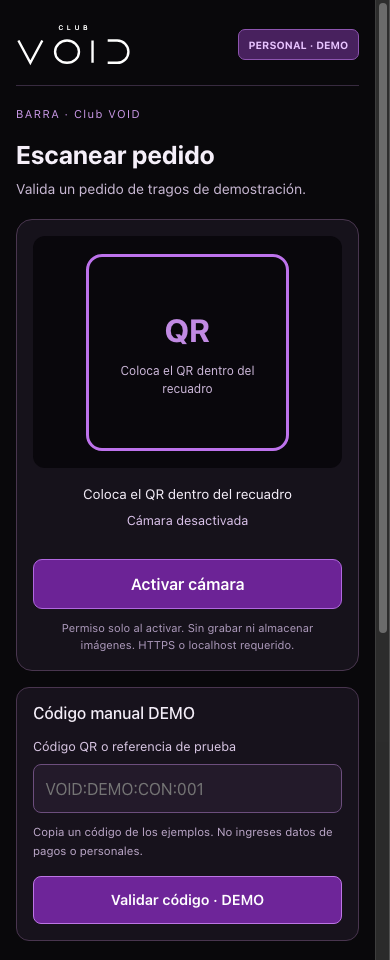 CLUB
VOID
PERSONAL · DEMO
BARRA · Club VOID
Escanear pedido
Valida un pedido de tragos de demostración.
QR
Coloca el QR dentro del
recuadro
Coloca el QR dentro del recuadro
Cámara desactivada
Activar cámara
Permiso solo al activar. Sin grabar ni almacenar
imágenes. HTTPS o localhost requerido.
Código manual DEMO
Código QR o referencia de prueba
VOID:DEMO:CON:001
Copia un código de los ejemplos. No ingreses datos de
pagos o personales.
Validar código · DEMO